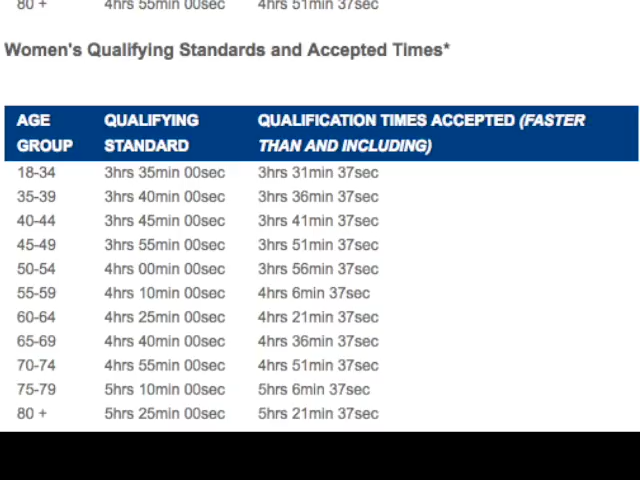 80 + 4hrs 55min 00sec 4hrs 51min 37sec
Women's Qualifying Standards and Accepted Times*
AGE GROUP QUALIFYING STANDARD QUALIFICATION TIMES ACCEPTED (FASTER THAN AND INCLUDING)
18-34 3hrs 35min 00sec 3hrs 31min 37sec
35-39 3hrs 40min 00sec 3hrs 36min 37sec
40-44 3hrs 45min 00sec 3hrs 41min 37sec
45-49 3hrs 55min 00sec 3hrs 51min 37sec
50-54 4hrs 00min 00sec 3hrs 56min 37sec
55-59 4hrs 10min 00sec 4hrs 6min 37sec
60-64 4hrs 25min 00sec 4hrs 21min 37sec
65-69 4hrs 40min 00sec 4hrs 36min 37sec
70-74 4hrs 55min 00sec 4hrs 51min 37sec
75-79 5hrs 10min 00sec 5hrs 6min 37sec
80 + 5hrs 25min 00sec 5hrs 21min 37sec